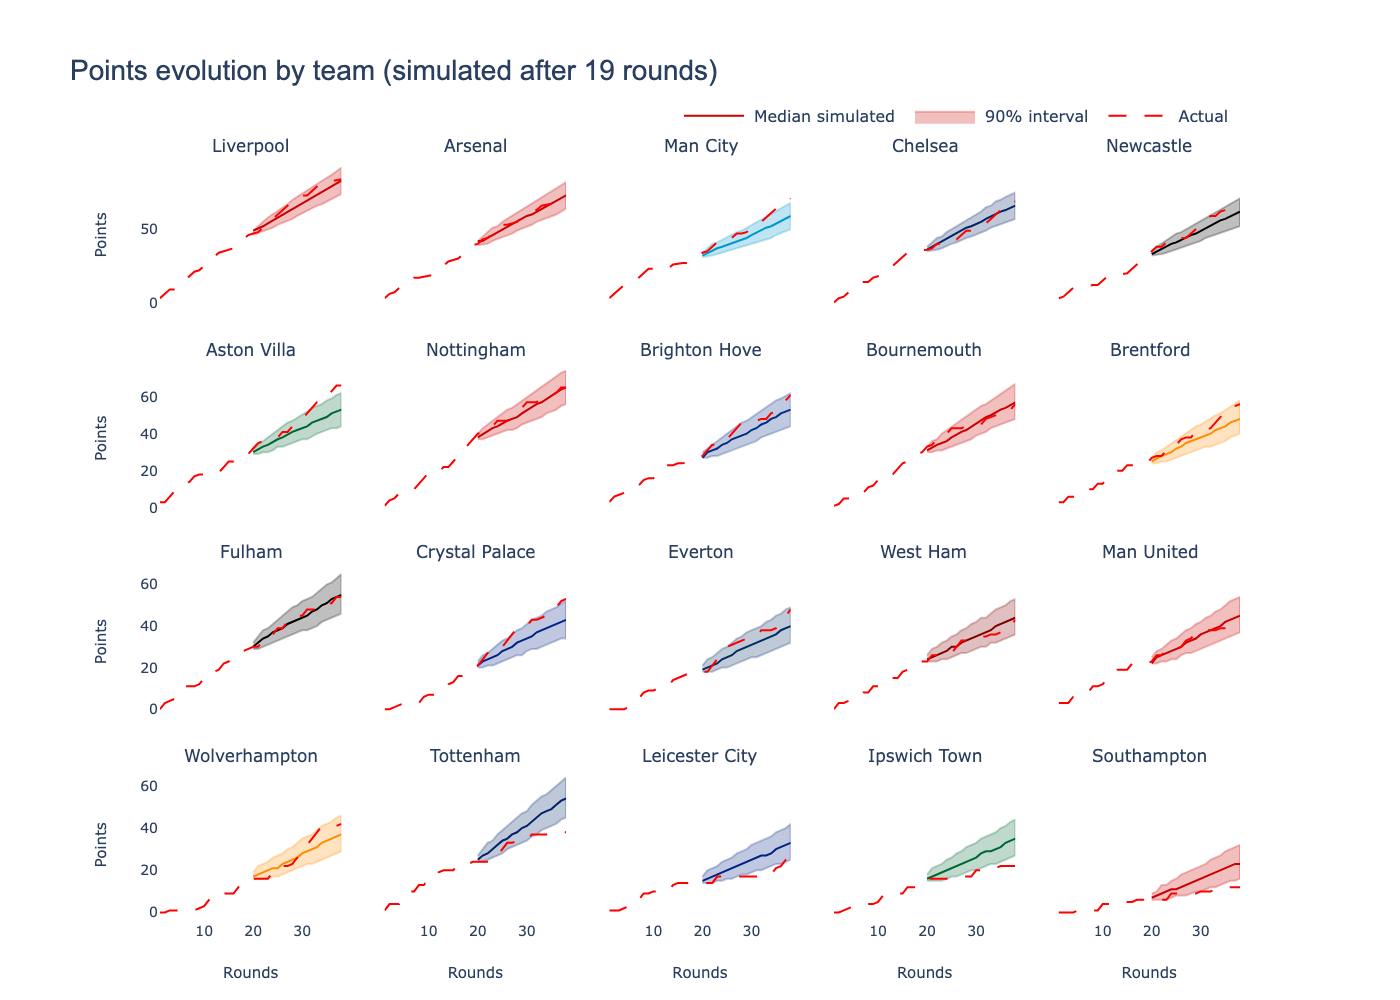 Points evolution by team (simulated after 19 rounds)
Median simulated 90% interval Actual
Liverpool Arsenal Man City Chelsea Newcastle
Points
50
0
Aston Villa Nottingham Brighton Hove Bournemouth Brentford
Points
60
40
20
0
Fulham Crystal Palace Everton West Ham Man United
Points
60
40
20
0
Wolverhampton Tottenham Leicester City Ipswich Town Southampton
Points
60
40
20
0
10 20 30 10 20 30 10 20 30 10 20 30 10 20 30
Rounds Rounds Rounds Rounds Rounds